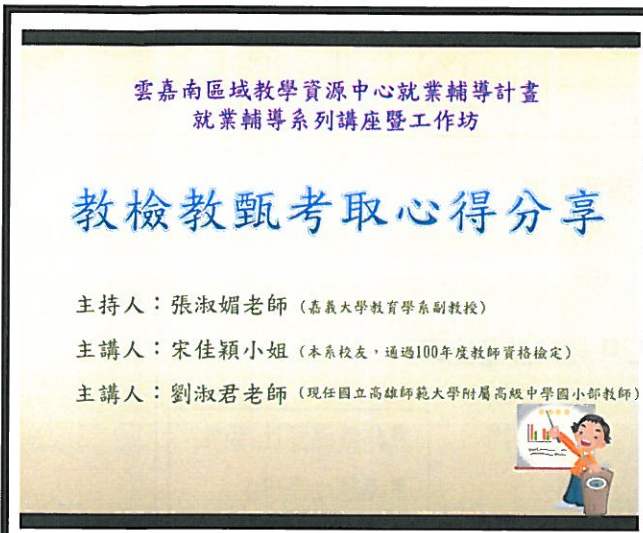 雲嘉南區域教學資源中心就業輔導計畫
就業輔導系列講座暨工作坊
教檢教甄考取心得分享
主持人：張淑媚老師（嘉義大學教育學系副教授）
主講人：宋佳穎小姐（本系校友，通過100年度教師資格檢定）
主講人：劉淑君老師（現任國立高雄師範大學附屬高級中學國小部教師）